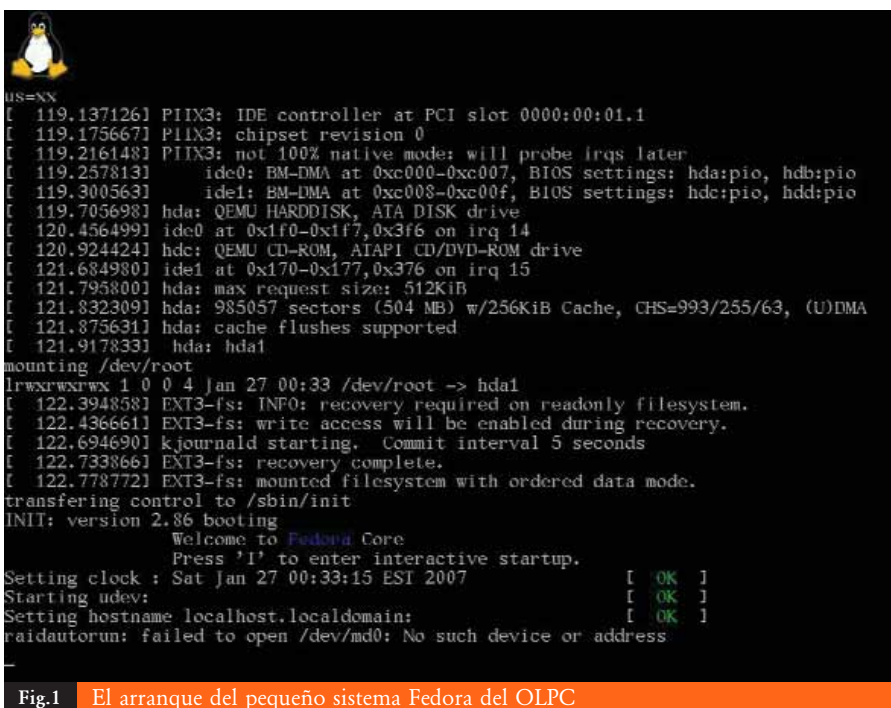 us=xx
[  119.137126] PIIX3: IDE controller at PCI slot 0000:00:01.1
[  119.175667] PIIX3: chipset revision 0
[  119.216148] PIIX3: not 100% native mode: will probe irqs later
[  119.257813]     ide0: BM-DMA at 0xc000-0xc007, BIOS settings: hda:pio, hdb:pio
[  119.300563]     ide1: BM-DMA at 0xc008-0xc00f, BIOS settings: hdc:pio, hdd:pio
[  119.705698] hda: QEMU HARDDISK, ATA DISK drive
[  120.456499] ide0 at 0x1f0-0x1f7,0x3f6 on irq 14
[  120.924424] hdc: QEMU CD-ROM, ATAPI CD/DVD-ROM drive
[  121.684980] ide1 at 0x170-0x177,0x376 on irq 15
[  121.795800] hda: max request size: 512KiB
[  121.832309] hda: 985057 sectors (504 MB) w/256KiB Cache, CHS=993/255/63, (U)DMA
[  121.875631] hda: cache flushes supported
[  121.917833]  hda: hda1
mounting /dev/root
lrwxrwxrwx 1 0 0 4 Jan 27 00:33 /dev/root -> hda1
[  122.394858] EXT3-fs: INFO: recovery required on readonly filesystem.
[  122.436661] EXT3-fs: write access will be enabled during recovery.
[  122.694690] kjournald starting.  Commit interval 5 seconds
[  122.733866] EXT3-fs: recovery complete.
[  122.778772] EXT3-fs: mounted filesystem with ordered data mode.
transfering control to /sbin/init
INIT: version 2.86 booting
Welcome to Fedora Core
Press 'I' to enter interactive startup.
Setting clock : Sat Jan 27 00:33:15 EST 2007 [  OK  ]
Starting udev: [  OK  ]
Setting hostname localhost.localdomain: [  OK  ]
raidautorun: failed to open /dev/md0: No such device or address
_
Fig.1 El arranque del pequeño sistema Fedora del OLPC